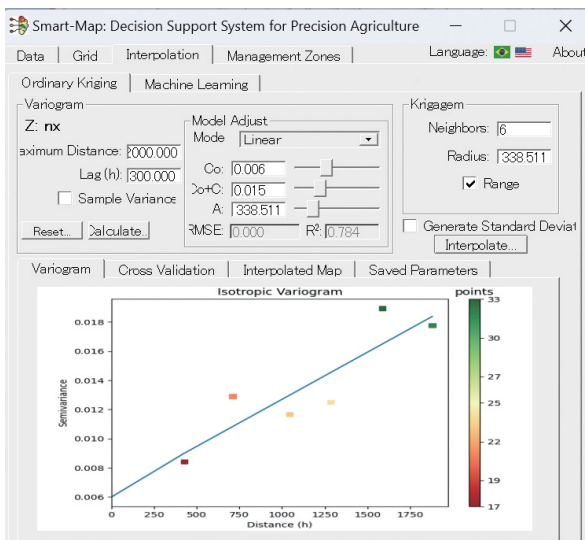 Smart-Map: Decision Support System for Precision Agriculture
Data Grid Interpolation Management Zones Language: About
Ordinary Kriging Machine Learning
Variogram
Z: nx
aximum Distance: 2000.000
Lag (h): 300.000
Sample Variance
Reset... Calculate..
Model Adjust
Mode Linear
Co: 0.006
Co+C: 0.015
A: 338.511
RMSE: 0.000 R²: 0.784
Krigagem
Neighbors: 6
Radius: 338.511
Range
Generate Standard Deviat
Interpolate...
Variogram Cross Validation Interpolated Map Saved Parameters
Isotropic Variogram
points
Semivariance
0.018
0.016
0.014
0.012
0.010
0.008
0.006
0 250 500 750 1000 1250 1500 1750
Distance (h)
33
30
27
25
22
19
17